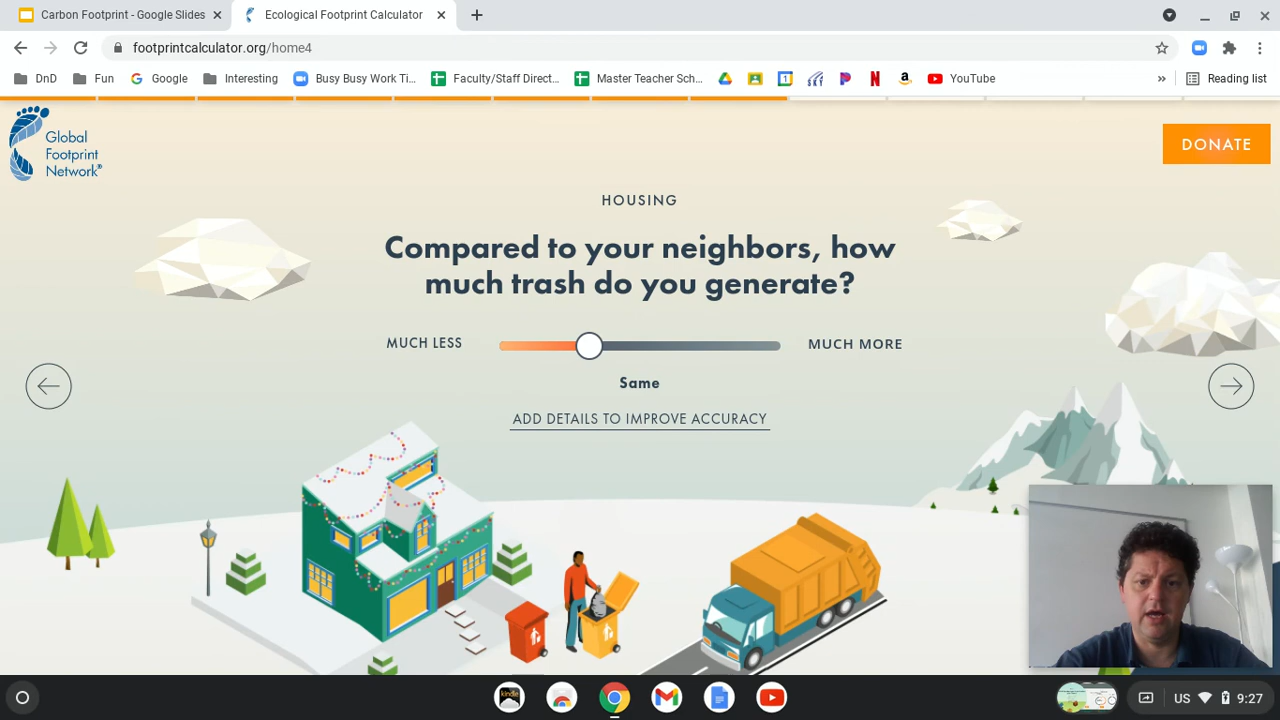 Carbon Footprint - Google Slides
Ecological Footprint Calculator
footprintcalculator.org/home4
DnD
Fun
Google
Interesting
Busy Busy Work Ti...
Faculty/Staff Direct...
Master Teacher Sch...
YouTube
»
Reading list
Global
Footprint
Network®
DONATE
HOUSING
Compared to your neighbors, how
much trash do you generate?
MUCH LESS
MUCH MORE
Same
ADD DETAILS TO IMPROVE ACCURACY
kindle
US
9:27